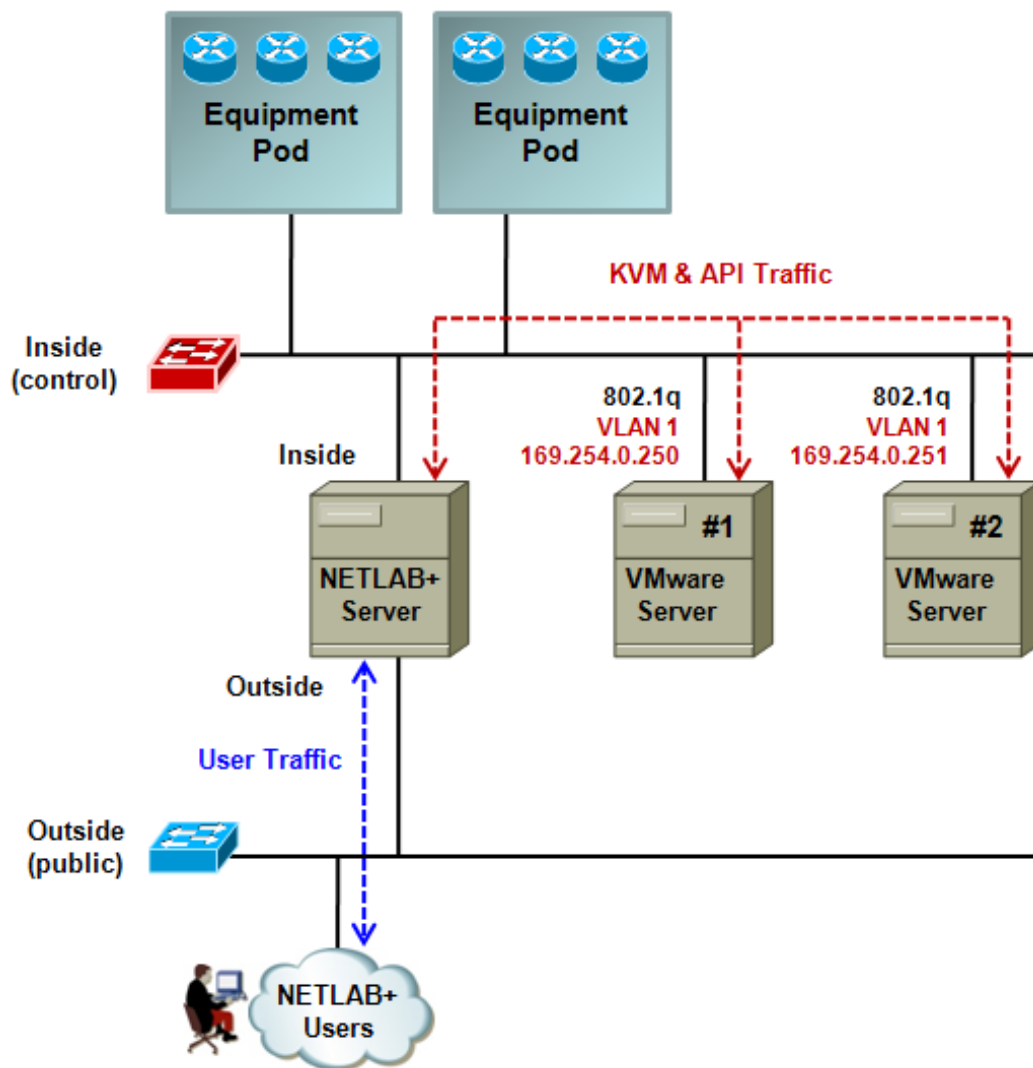 Equipment
Pod
Equipment
Pod
KVM & API Traffic
Inside
(control)
802.1q
VLAN 1
169.254.0.250
802.1q
VLAN 1
169.254.0.251
Inside
NETLAB+
Server
#1
VMware
Server
#2
VMware
Server
Outside
User Traffic
Outside
(public)
NETLAB+
Users